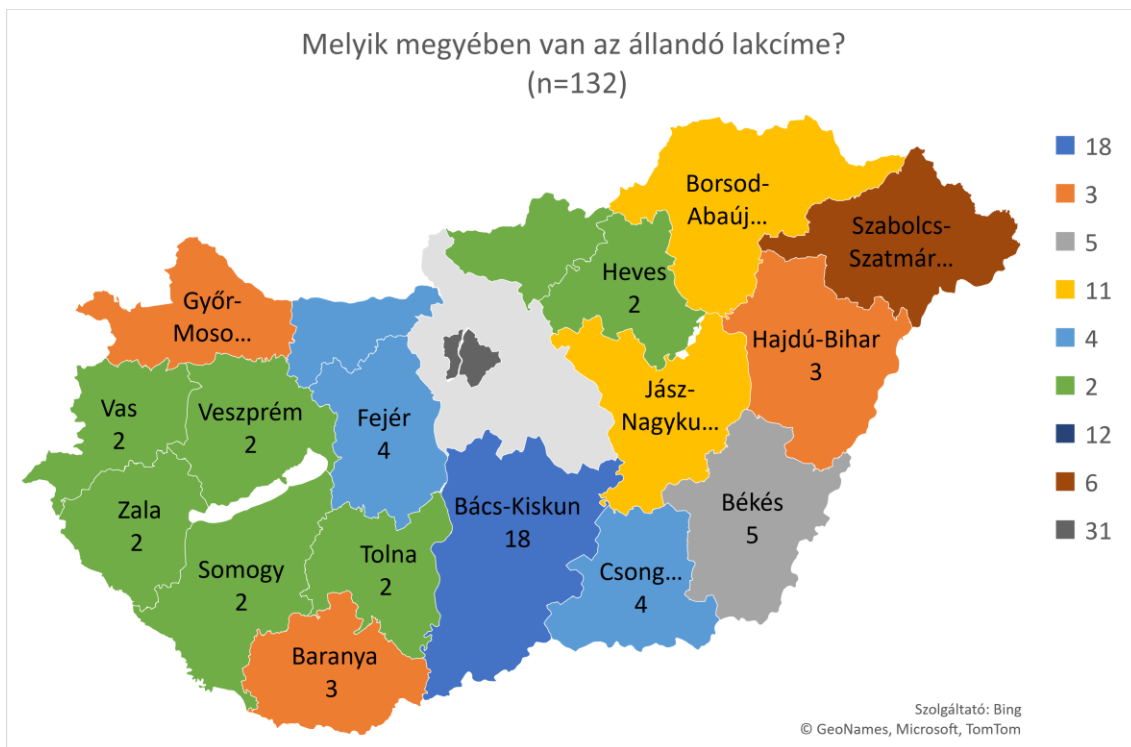 Melyik megyében van az állandó lakcíme?
(n=132)
18
3
5
11
4
2
12
6
31
Borsod-
Abaúj...
Szabolcs-
Szatmár...
Heves
2
Győr-
Moso...
Hajdú-Bihar
3
Jász-
Nagyku...
Vas
2
Veszprém
2
Fejér
4
Zala
2
Bács-Kiskun
18
Békés
5
Somogy
2
Tolna
2
Csong...
4
Baranya
3
Szolgáltató: Bing
© GeoNames, Microsoft, TomTom